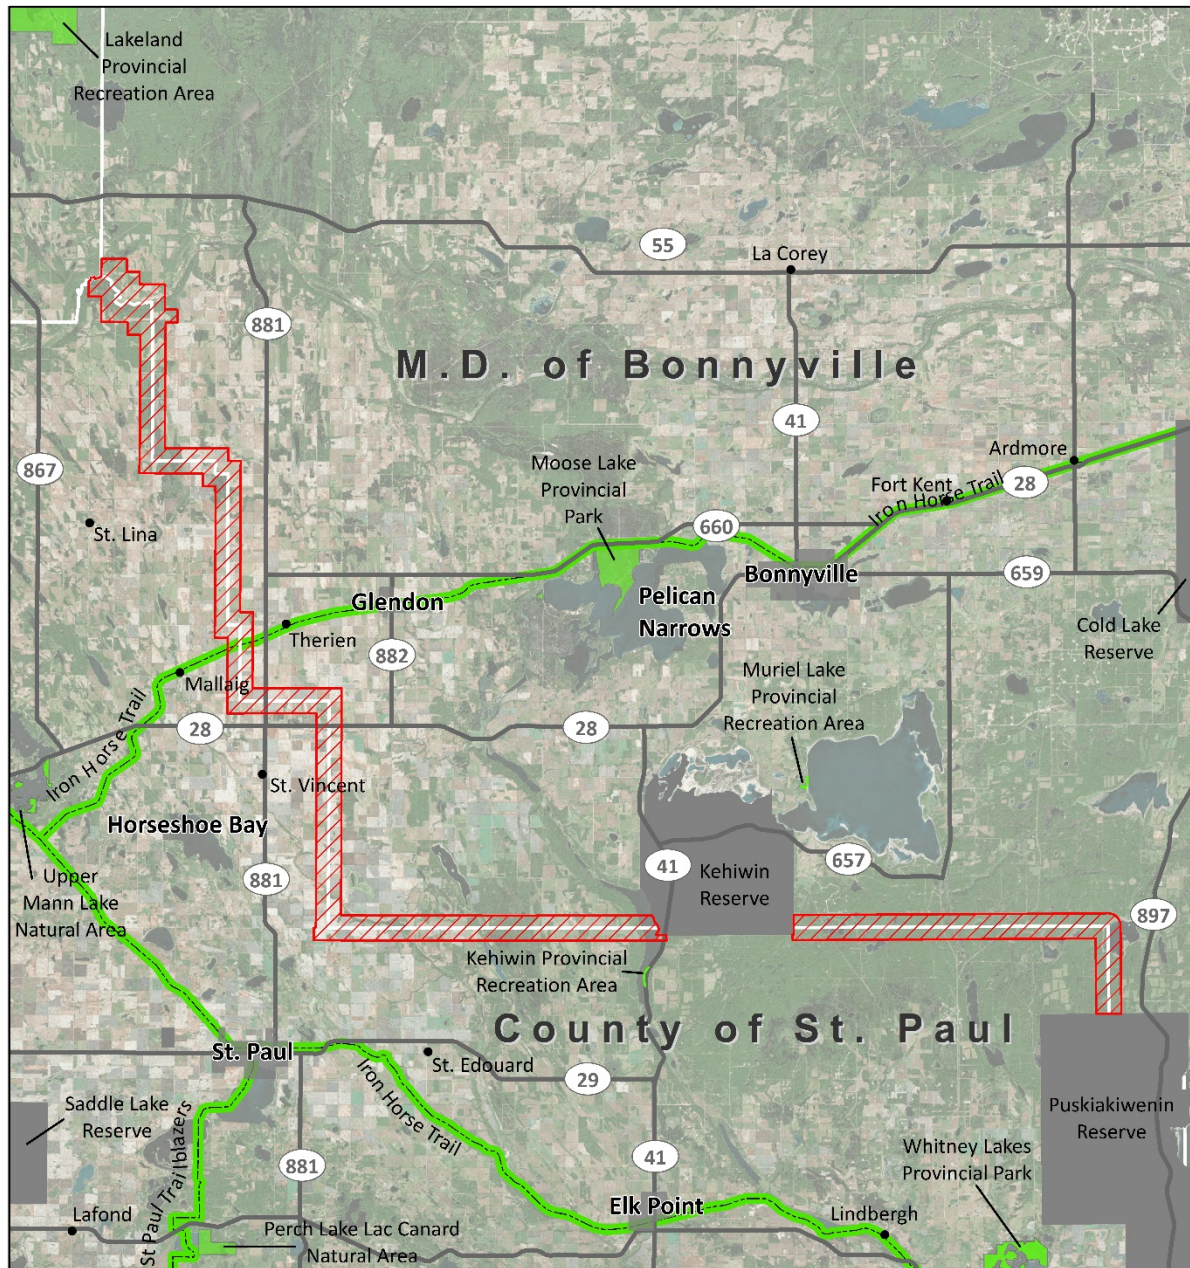 Lakeland
Provincial
Recreation Area
55
La Corey
881
M.D. of Bonnyville
41
867
Ardmore
Moose Lake
Provincial
Park
Fort Kent
28
Iron Horse Trail
St. Lina
660
Bonnyville
659
Glendon
Pelican
Narrows
Therien
882
Cold Lake
Reserve
Mallaig
Muriel Lake
Provincial
Recreation Area
Iron Horse Trail
28
28
St. Vincent
Horseshoe Bay
41
657
Kehiwin
Reserve
881
Upper
Mann Lake
Natural Area
897
Kehiwin Provincial
Recreation Area
County of St. Paul
St. Paul
St. Edouard
29
Iron Horse Trail
Saddle Lake
Reserve
Puskiakiwenin
Reserve
St Paul Trailblazers
881
41
Whitney Lakes
Provincial Park
Elk Point
Lafond
Lindbergh
Perch Lake Lac Canard
Natural Area